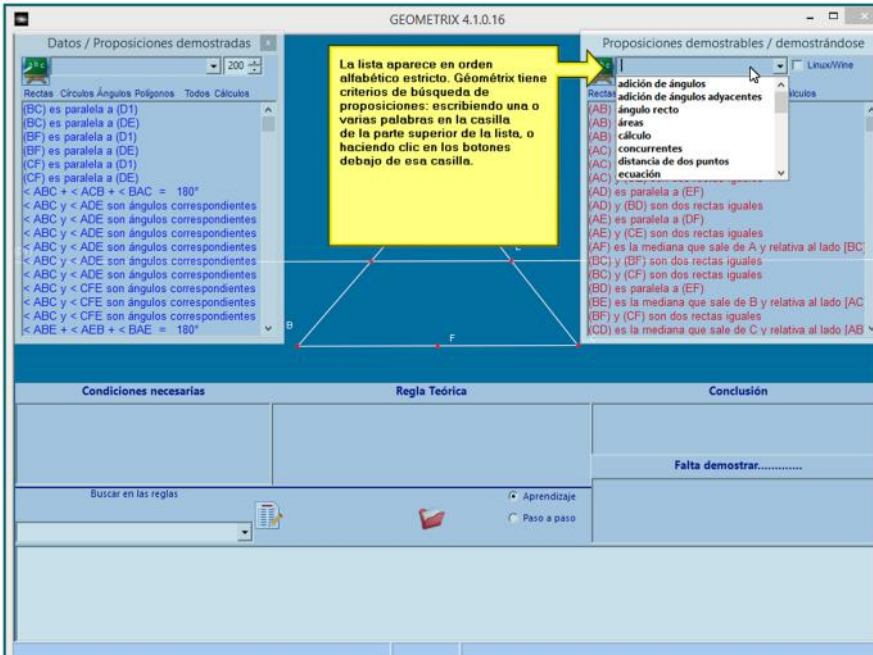 GEOMETRIX 4.1.0.16
Datos / Proposiciones demostradas
200
Rectas Círculos Ángulos Polígonos Todos Cálculos
(BC) es paralela a (D1)
(BC) es paralela a (DE)
(BF) es paralela a (D1)
(BF) es paralela a (DE)
(CF) es paralela a (D1)
(CF) es paralela a (DE)
< ABC + < ACB + < BAC = 180°
< ABC y < ADE son ángulos correspondientes
< ABC y < ADE son ángulos correspondientes
< ABC y < ADE son ángulos correspondientes
< ABC y < ADE son ángulos correspondientes
< ABC y < ADE son ángulos correspondientes
< ABC y < ADE son ángulos correspondientes
< ABC y < CFE son ángulos correspondientes
< ABC y < CFE son ángulos correspondientes
< ABC y < CFE son ángulos correspondientes
< ABE + < AEB + < BAE = 180°
La lista aparece en orden
alfabético estricto. Géométrix tiene
criterios de búsqueda de
proposiciones: escribiendo una o
varias palabras en la casilla
de la parte superior de la lista, o
haciendo clic en los botones
debajo de esa casilla.
B
F
Proposiciones demostrables / demostrándose
Linux/Wine
adición de ángulos
adición de ángulos adyacentes
ángulo recto
áreas
cálculo
concurrentes
distancia de dos puntos
ecuación
(AB)
(AB)
(AB)
(AC)
(AC)
(AD) es paralela a (EF)
(AD) y (BD) son dos rectas iguales
(AE) es paralela a (DF)
(AE) y (CE) son dos rectas iguales
(AF) es la mediana que sale de A y relativa al lado [BC]
(BC) y (BF) son dos rectas iguales
(BC) y (CF) son dos rectas iguales
(BD) es paralela a (EF)
(BE) es la mediana que sale de B y relativa al lado [AC
(BF) y (CF) son dos rectas iguales
(CD) es la mediana que sale de C y relativa al lado [AB
Condiciones necesarias
Regla Teórica
Conclusión
Falta demostrar.............
Buscar en las reglas
Aprendizaje
Paso a paso